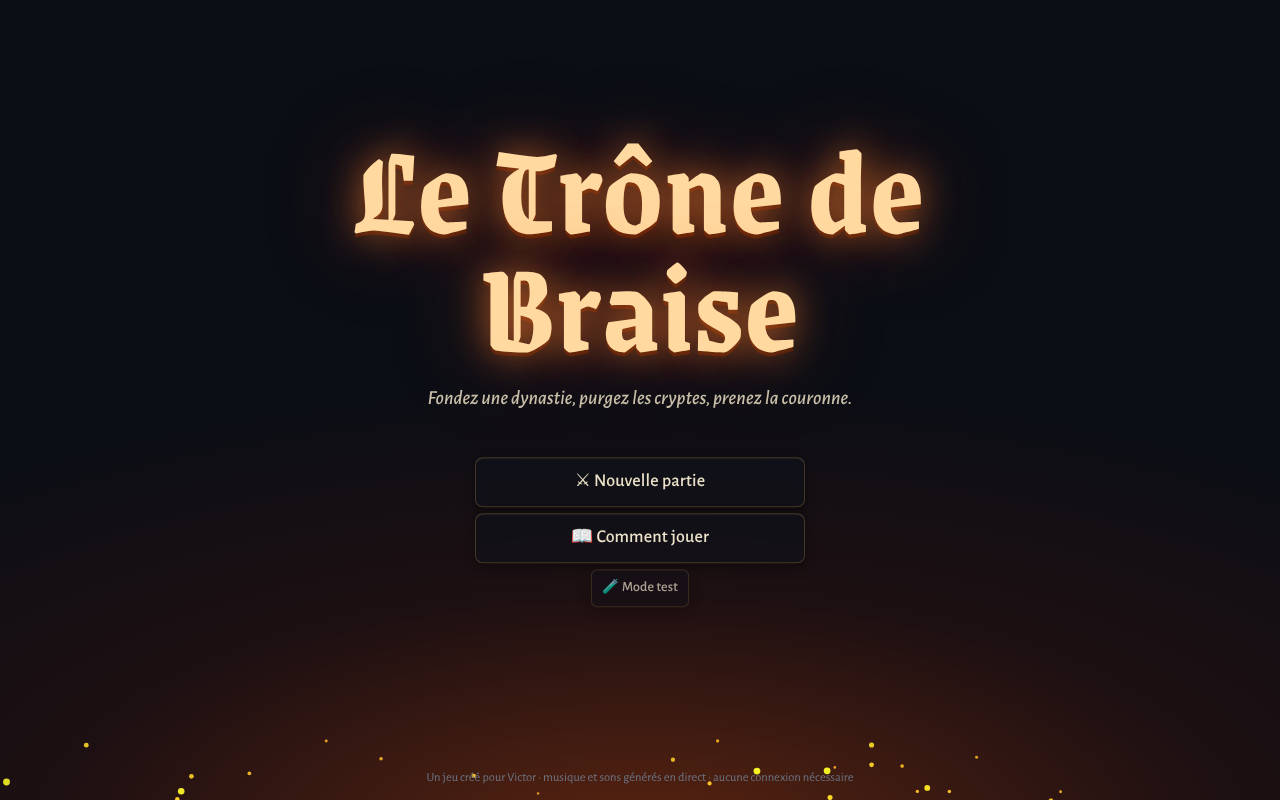 Le Trône de
Braise
Fondez une dynastie, purgez les cryptes, prenez la couronne.
⚔ Nouvelle partie
📖 Comment jouer
🧪 Mode test
Un jeu créé pour Victor · musique et sons générés en direct · aucune connexion nécessaire